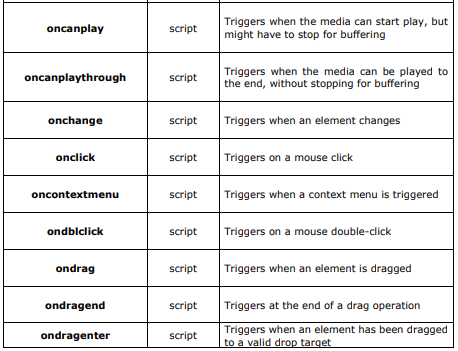 oncanplay script Triggers when the media can start play, but
might have to stop for buffering
oncanplaythrough script Triggers when the media can be played to
the end, without stopping for buffering
onchange script Triggers when an element changes
onclick script Triggers on a mouse click
oncontextmenu script Triggers when a context menu is triggered
ondblclick script Triggers on a mouse double-click
ondrag script Triggers when an element is dragged
ondragend script Triggers at the end of a drag operation
ondragenter script Triggers when an element has been dragged
to a valid drop target